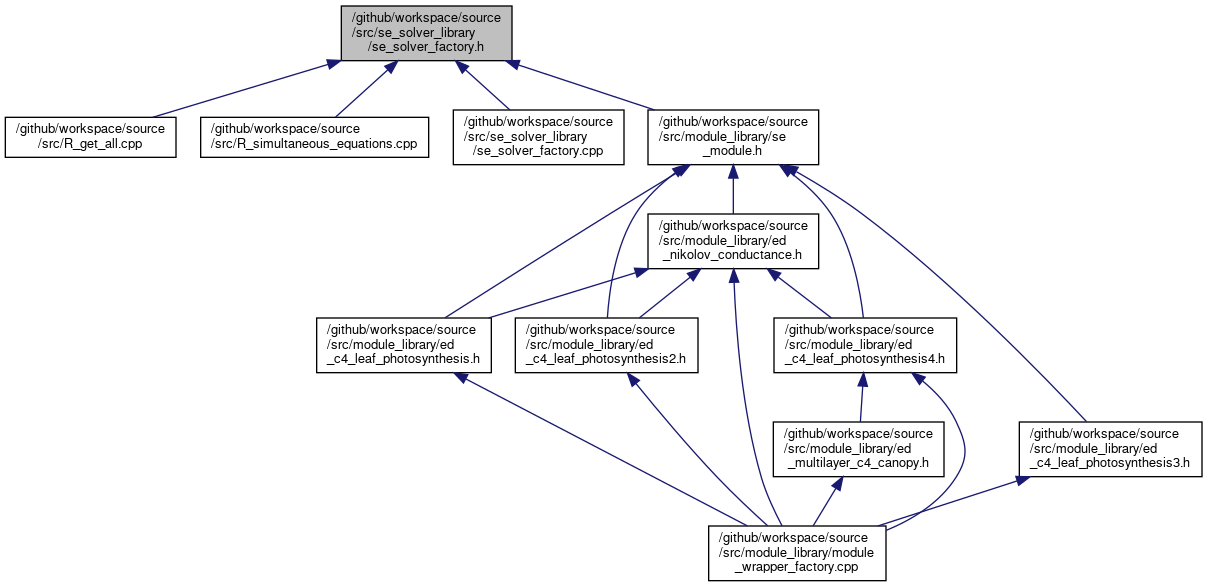 /github/workspace/source
/src/se_solver_library
/se_solver_factory.h
/github/workspace/source
/src/R_get_all.cpp
/github/workspace/source
/src/R_simultaneous_equations.cpp
/github/workspace/source
/src/se_solver_library
/se_solver_factory.cpp
/github/workspace/source
/src/module_library/se
_module.h
/github/workspace/source
/src/module_library/ed
_nikolov_conductance.h
/github/workspace/source
/src/module_library/ed
_c4_leaf_photosynthesis.h
/github/workspace/source
/src/module_library/ed
_c4_leaf_photosynthesis2.h
/github/workspace/source
/src/module_library/ed
_c4_leaf_photosynthesis4.h
/github/workspace/source
/src/module_library/ed
_multilayer_c4_canopy.h
/github/workspace/source
/src/module_library/ed
_c4_leaf_photosynthesis3.h
/github/workspace/source
/src/module_library/module
_wrapper_factory.cpp